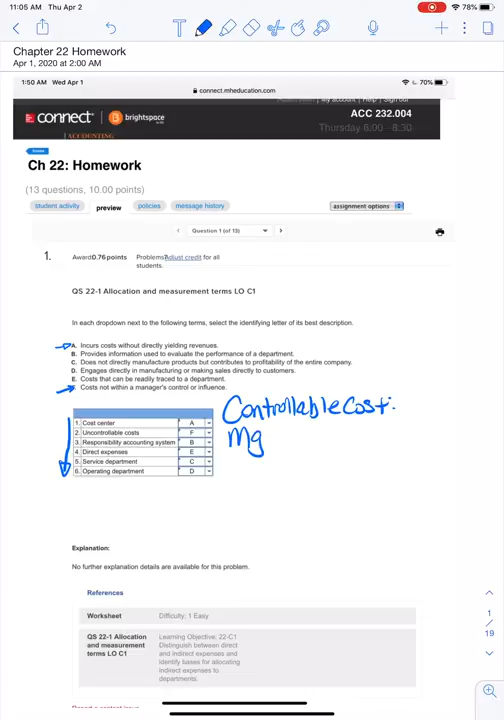 11:05 AM
78%
Chapter 22 Homework
Apr 1, 2020 at 2:00 AM
1:50 AM Wed Apr 1
70%
connect.mheducation.com
My account | Help | Sign out
connect
brightspace
ACCOUNTING
ACC 232.004
Thursday 6:00 - 8:30
Ch 22: Homework
(13 questions, 10.00 points)
student activity
preview
policies
message history
assignment options
Question 1 (of 13)
1.
Award: 0.76 points
Problems? Adjust credit for all
students.
QS 22-1 Allocation and measurement terms LO C1
In each dropdown next to the following terms, select the identifying letter of its best description.
A. Incurs costs without directly yielding revenues.
B. Provides information used to evaluate the performance of a department.
C. Does not directly manufacture products but contributes to profitability of the entire company.
D. Engages directly in manufacturing or making sales directly to customers.
E. Costs that can be readily traced to a department.
Costs not within a manager's control or influence.
1. Cost center A
2. Uncontrollable costs F
3. Responsibility accounting system B
4. Direct expenses E
5. Service department C
6. Operating department D
Controllable Cost:
Mg
Explanation:
No further explanation details are available for this problem.
References
Worksheet
Difficulty: 1 Easy
QS 22-1 Allocation
and measurement
terms LO C1
Learning Objective: 22-C1
Distinguish between direct
and indirect expenses and
identify bases for allocating
indirect expenses to
departments.
Report a content issue
1
/
19